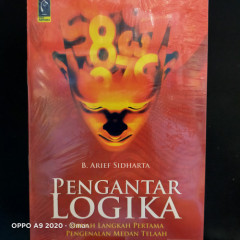 B. ARIEF SIDHARTA
PENGANTAR
LOGIKA
LANGKAH PERTAMA
PENGENALAN MEDAN TELAAH
OPPO A9 2020